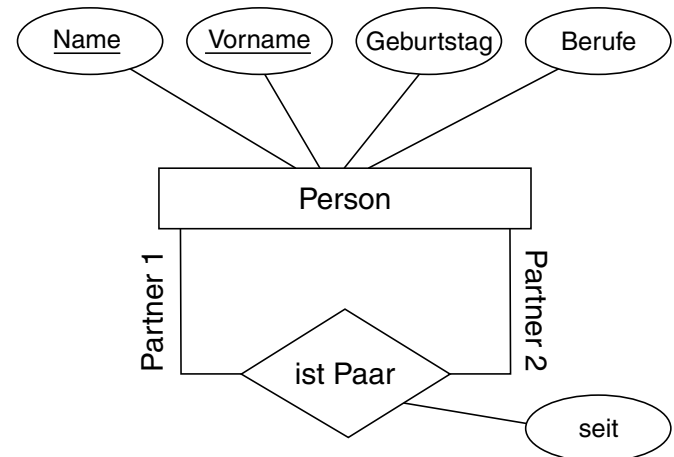 Name
Vorname
Geburtstag
Berufe
Person
Partner 1
Partner 2
ist Paar
seit